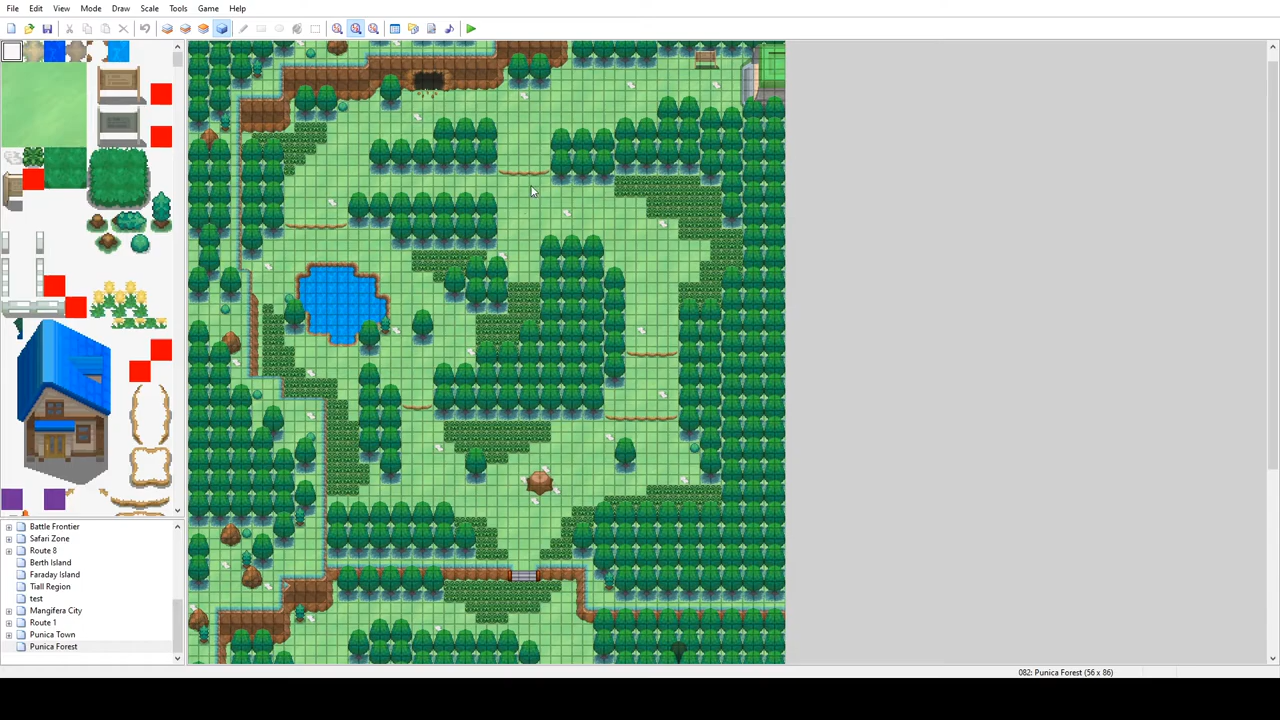 File Edit View Mode Draw Scale Tools Game Help
Battle Frontier
Safari Zone
Route 8
Berth Island
Faraday Island
Tiall Region
test
Mangifera City
Route 1
Punica Town
Punica Forest
082: Punica Forest (56 x 86)